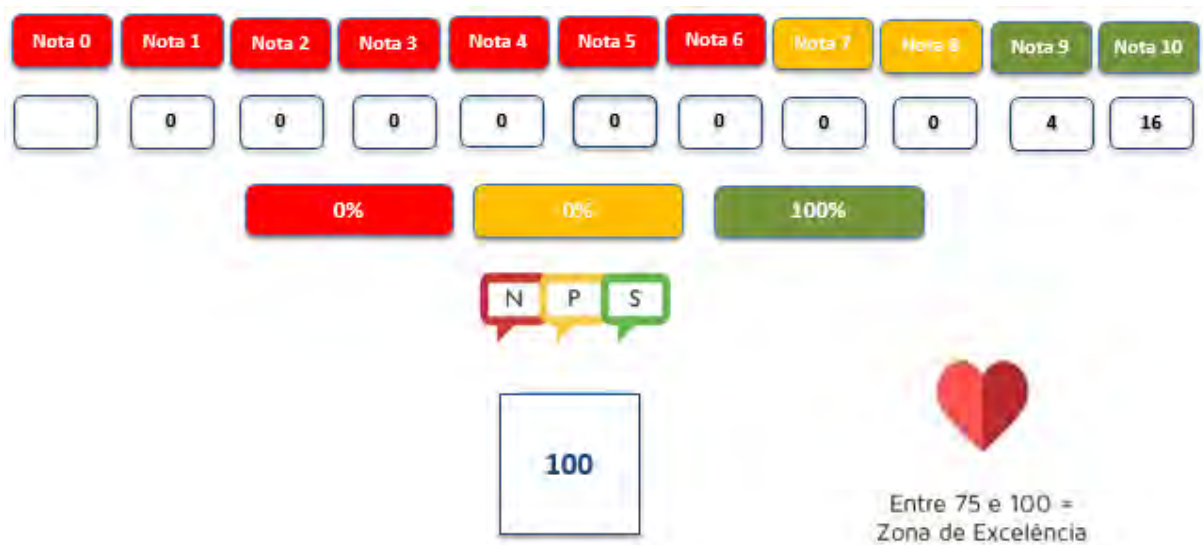 Nota 0 Nota 1 Nota 2 Nota 3 Nota 4 Nota 5 Nota 6 Nota 7 Nota 8 Nota 9 Nota 10
0 0 0 0 0 0 0 0 4 16
0% 0% 100%
N P S
100
Entre 75 e 100 =
Zona de Excelência